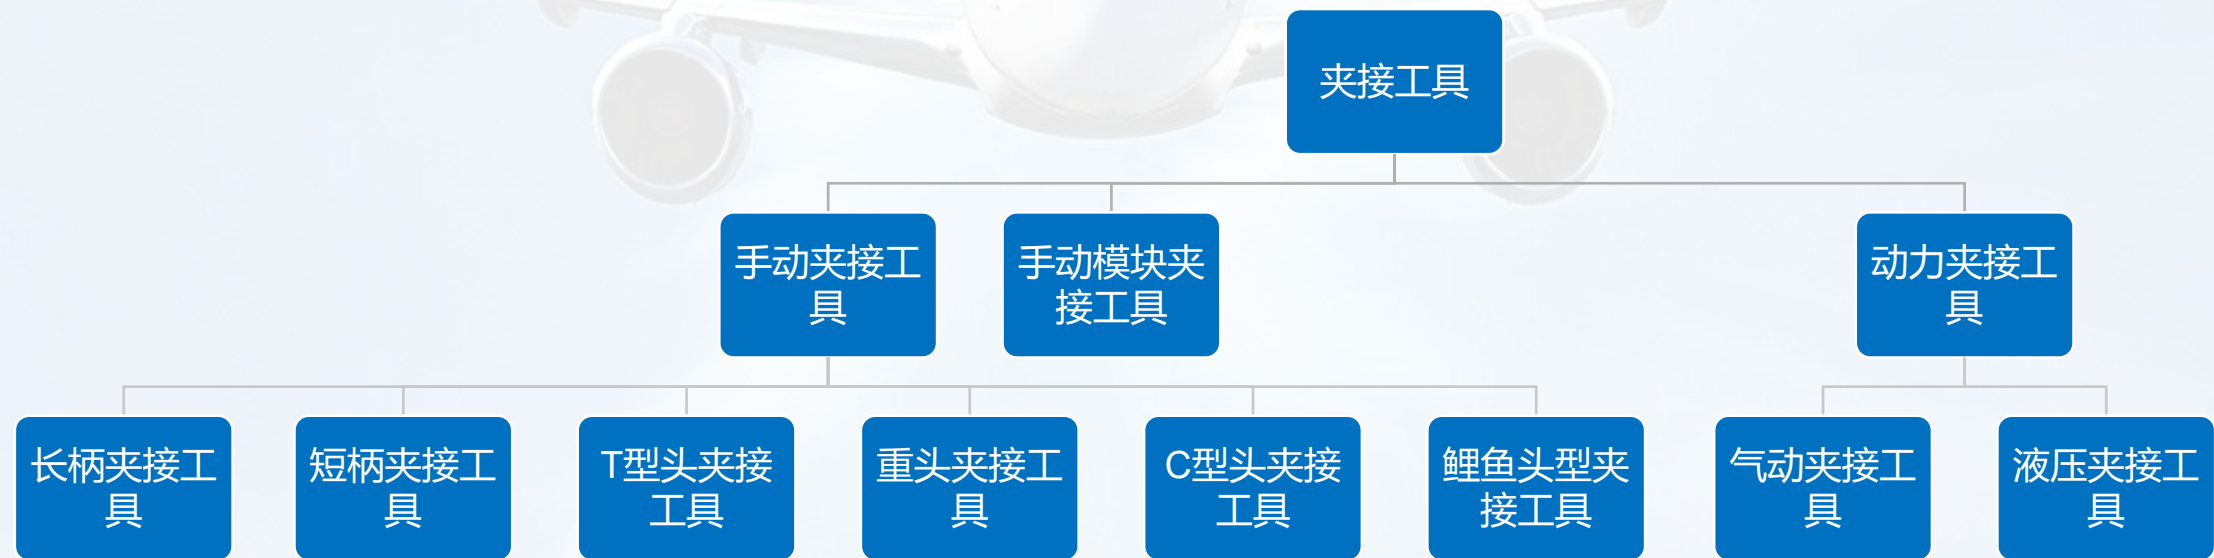 夹接工具
手动夹接工
具
手动模块夹
接工具
动力夹接工
具
长柄夹接工
具
短柄夹接工
具
T型头夹接
工具
重头夹接工
具
C型头夹接
工具
鲤鱼头型夹
接工具
气动夹接工
具
液压夹接工
具